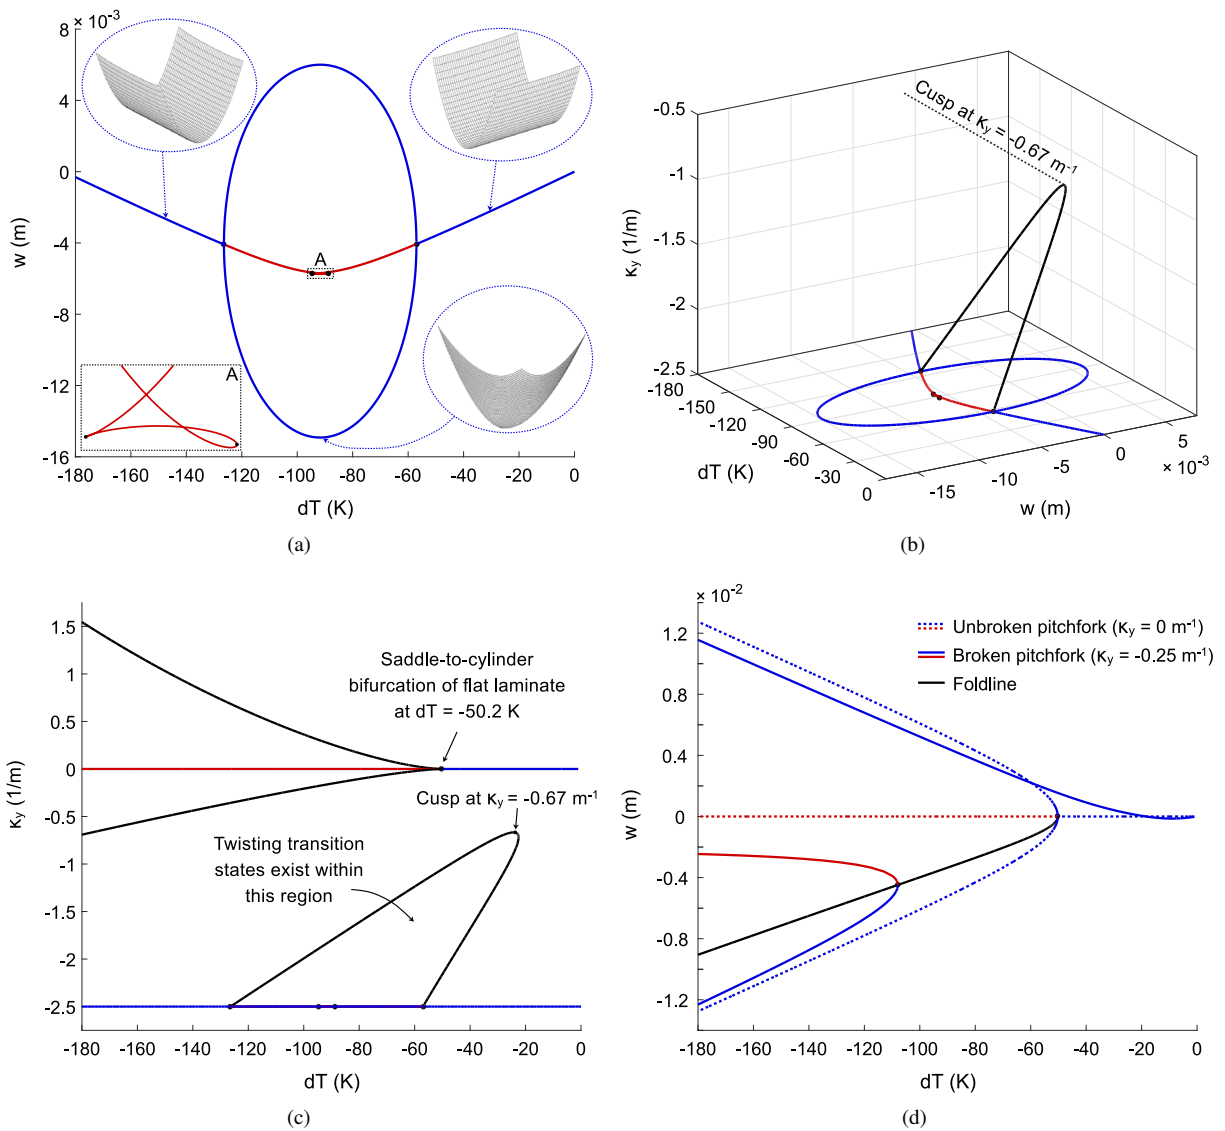 × 10⁻³
8
4
0
-4
-8
-12
-16
w (m)
A
A
-180
-160
-140
-120
-100
-80
-60
-40
-20
0
dT (K)
(a)
-0.5
-1
-1.5
-2
-2.5
κy (1/m)
Cusp at κy = -0.67 m⁻¹
-180
-150
-120
-90
-60
-30
0
dT (K)
-15
-10
-5
0
5
× 10⁻³
w (m)
(b)
1.5
1
0.5
0
-0.5
-1
-1.5
-2
-2.5
κy (1/m)
Saddle-to-cylinder
bifurcation of flat laminate
at dT = -50.2 K
Cusp at κy = -0.67 m⁻¹
Twisting transition
states exist within
this region
-180
-160
-140
-120
-100
-80
-60
-40
-20
0
dT (K)
(c)
× 10⁻²
1.2
0.8
0.4
0
-0.4
-0.8
-1.2
w (m)
Unbroken pitchfork (κy = 0 m⁻¹)
Broken pitchfork (κy = -0.25 m⁻¹)
Foldline
-180
-160
-140
-120
-100
-80
-60
-40
-20
0
dT (K)
(d)